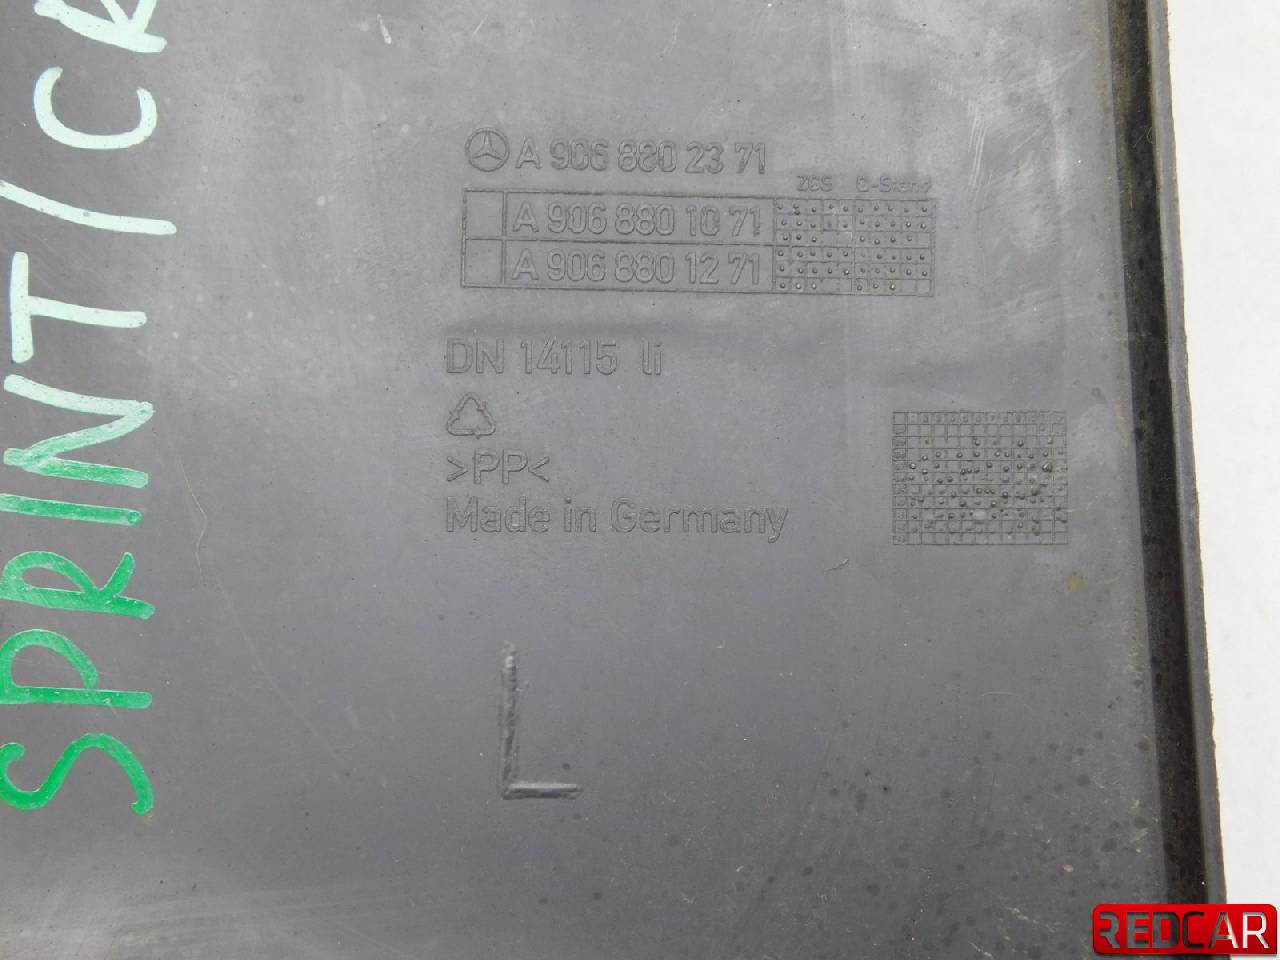 A 906 880 23 71
ZGS Q-Stand
A 906 880 10 71
A 906 880 12 71
DN 14115 li
>PP<
Made in Germany
L
SPRINT/CR
REDCAR